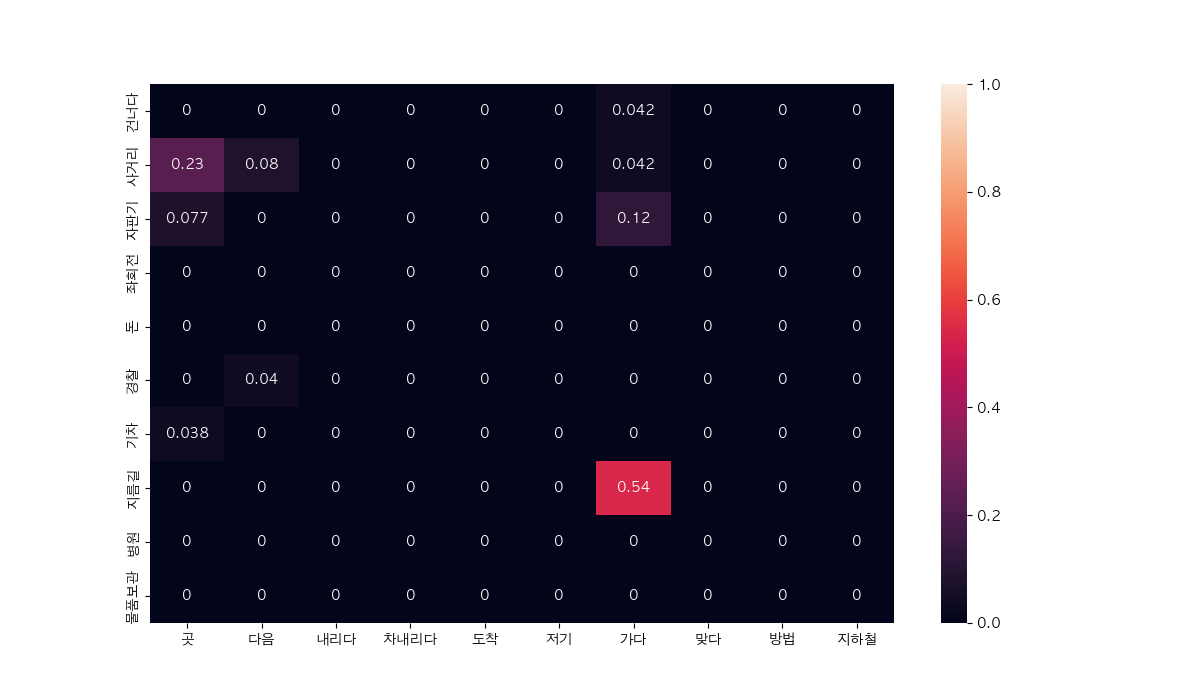 건너다 0 0 0 0 0 0 0.042 0 0 0
사거리 0.23 0.08 0 0 0 0 0.042 0 0 0
자판기 0.077 0 0 0 0 0 0.12 0 0 0
좌회전 0 0 0 0 0 0 0 0 0 0
돈 0 0 0 0 0 0 0 0 0 0
경찰 0 0.04 0 0 0 0 0 0 0 0
기차 0.038 0 0 0 0 0 0 0 0 0
지름길 0 0 0 0 0 0 0.54 0 0 0
병원 0 0 0 0 0 0 0 0 0 0
물품보관 0 0 0 0 0 0 0 0 0 0
곳 다음 내리다 차내리다 도착 저기 가다 맞다 방법 지하철
1.0
0.8
0.6
0.4
0.2
0.0